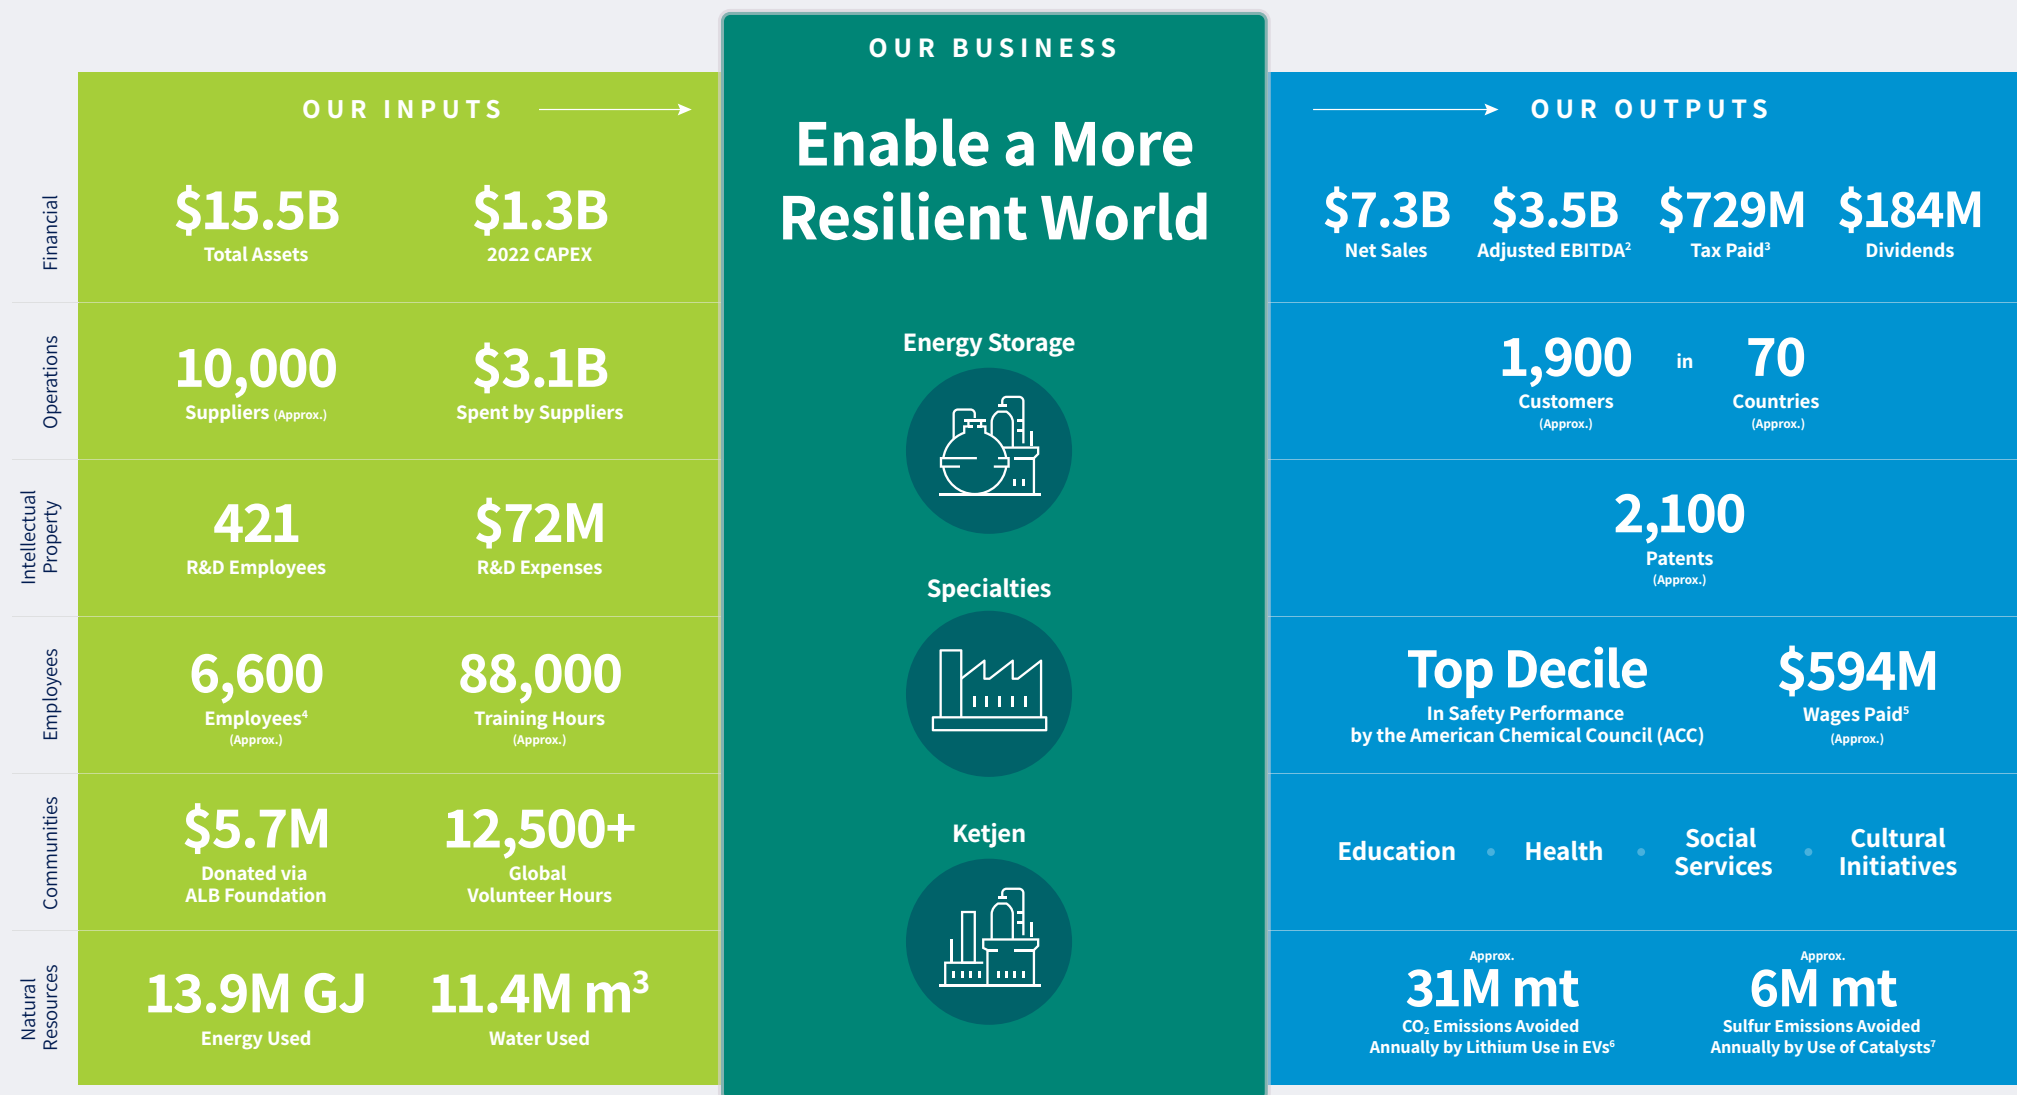 OUR BUSINESS
Enable a More
Resilient World
Energy Storage
Specialties
Ketjen
OUR INPUTS
OUR OUTPUTS
Financial
$15.5B
Total Assets
$1.3B
2022 CAPEX
$7.3B
Net Sales
$3.5B
Adjusted EBITDA²
$729M
Tax Paid³
$184M
Dividends
Operations
10,000
Suppliers (Approx.)
$3.1B
Spent by Suppliers
1,900
Customers
(Approx.)
in
70
Countries
(Approx.)
Intellectual
Property
421
R&D Employees
$72M
R&D Expenses
2,100
Patents
(Approx.)
Employees
6,600
Employees⁴
(Approx.)
88,000
Training Hours
(Approx.)
Top Decile
In Safety Performance
by the American Chemical Council (ACC)
$594M
Wages Paid⁵
(Approx.)
Communities
$5.7M
Donated via
ALB Foundation
12,500+
Global
Volunteer Hours
Education
Health
Social
Services
Cultural
Initiatives
Natural
Resources
13.9M GJ
Energy Used
11.4M m³
Water Used
Approx.
31M mt
CO₂ Emissions Avoided
Annually by Lithium Use in EVs⁶
Approx.
6M mt
Sulfur Emissions Avoided
Annually by Use of Catalysts⁷